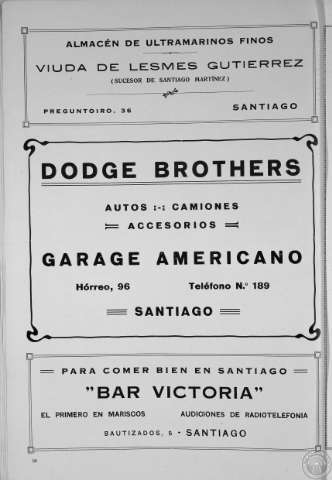 ALMACÉN DE ULTRAMARINOS FINOS
VIUDA DE LESMES GUTIERREZ
(SUCESOR DE SANTIAGO MARTÍNEZ)
PREGUNTOIRO, 36 SANTIAGO
DODGE BROTHERS
AUTOS :-: CAMIONES
ACCESORIOS
GARAGE AMERICANO
Hórreo, 96 Teléfono N.º 189
SANTIAGO
PARA COMER BIEN EN SANTIAGO
"BAR VICTORIA"
EL PRIMERO EN MARISCOS AUDICIONES DE RADIOTELEFONIA
BAUTIZADOS, 5 - SANTIAGO